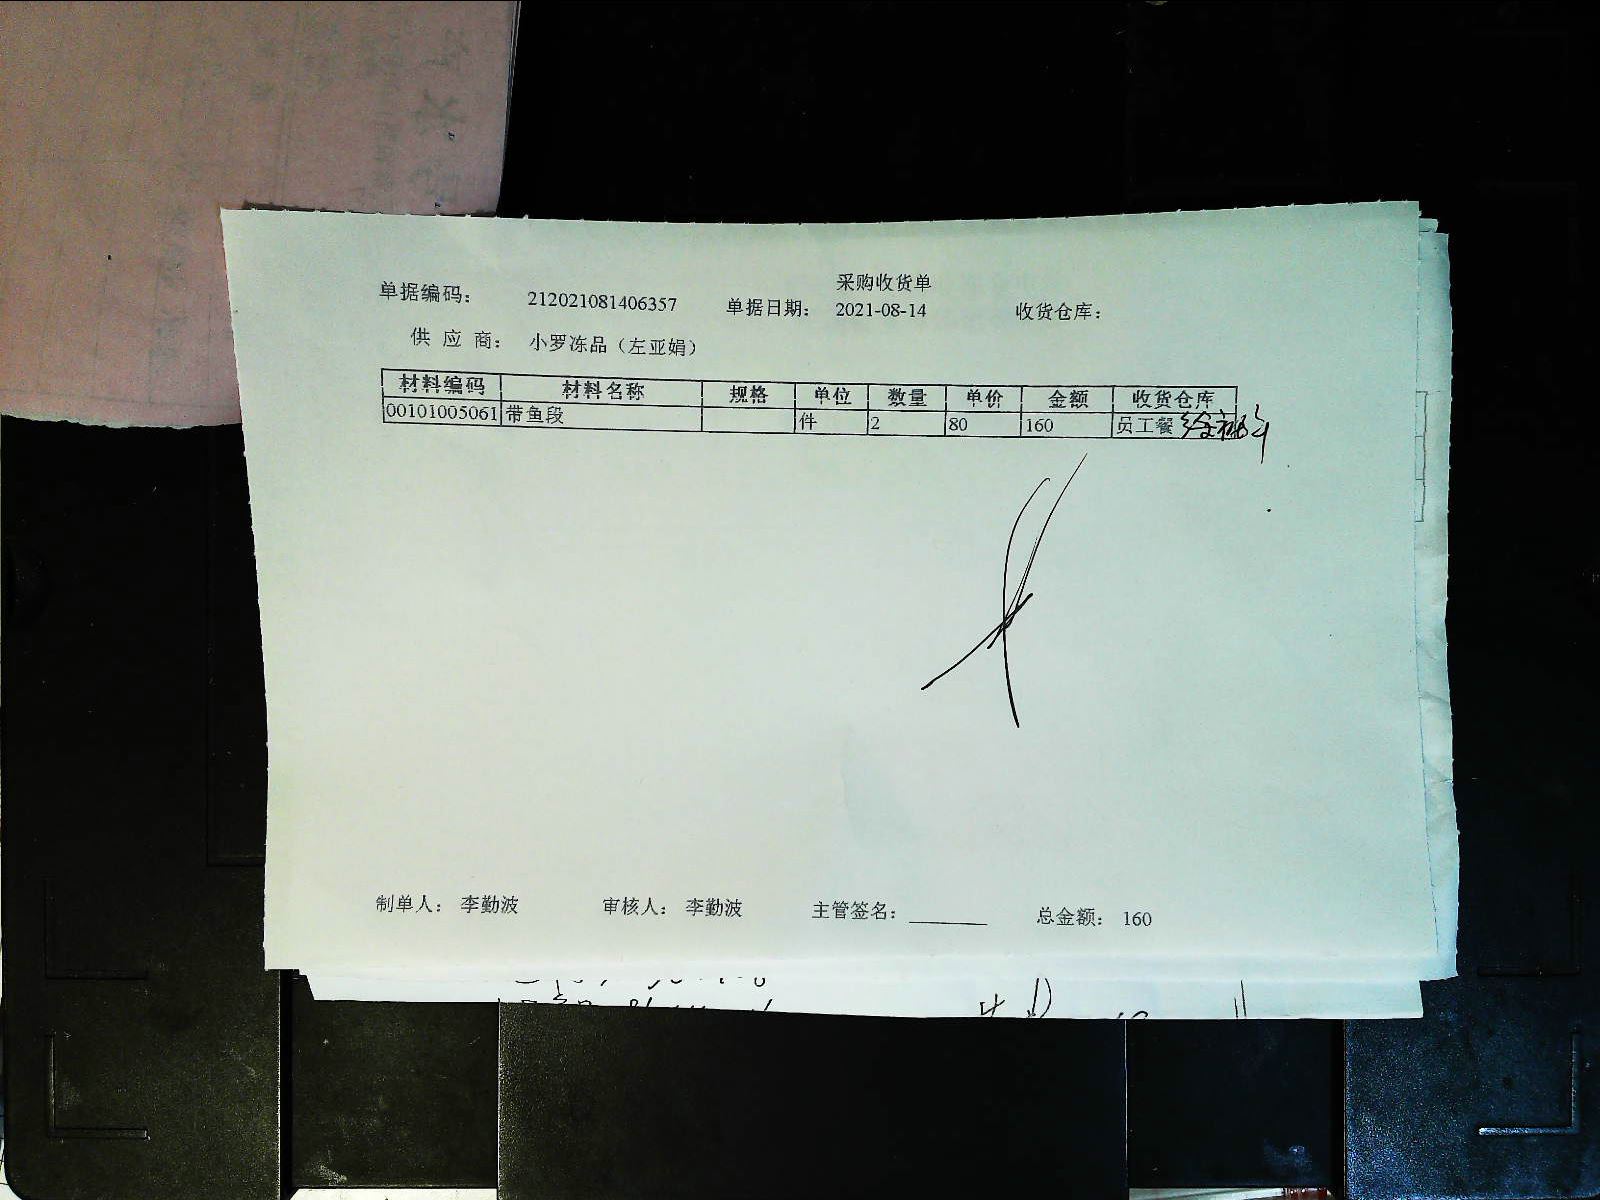 采购收货单
单据编码： 212021081406357 单据日期： 2021-08-14 收货仓库：
供 应 商： 小罗冻品（左亚娟）
材料编码 材料名称 规格 单位 数量 单价 金额 收货仓库
00101005061 带鱼段 件 2 80 160 员工餐
制单人： 李勤波 审核人： 李勤波 主管签名： 总金额： 160